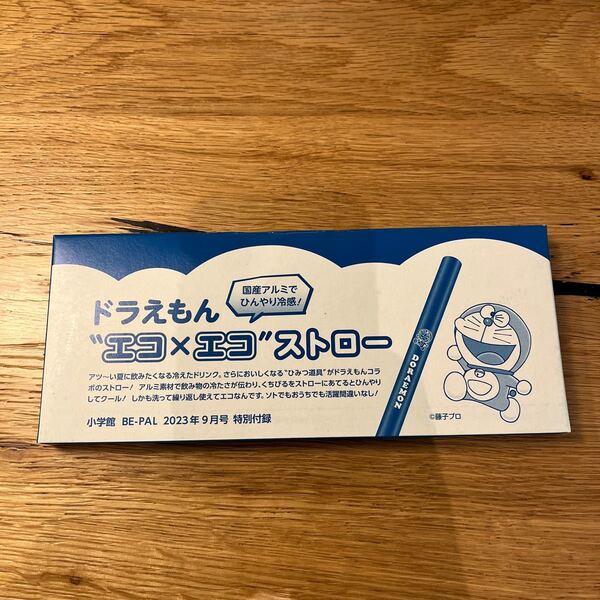 国産アルミで
ひんやり冷感！
ドラえもん
“エコ×エコ”ストロー
アツ〜い夏に飲みたくなる冷えたドリンク。さらにおいしくなる“ひみつ道具”がドラえもんコラ
ボのストロー！ アルミ素材で飲み物の冷たさが伝わり、くちびるをストローにあてるとひんやり
してクール！ しかも洗って繰り返し使えてエコなんです。ソトでもおうちでも活躍間違いなし！
小学館 BE-PAL 2023年9月号 特別付録
DORAEMON
©藤子プロ